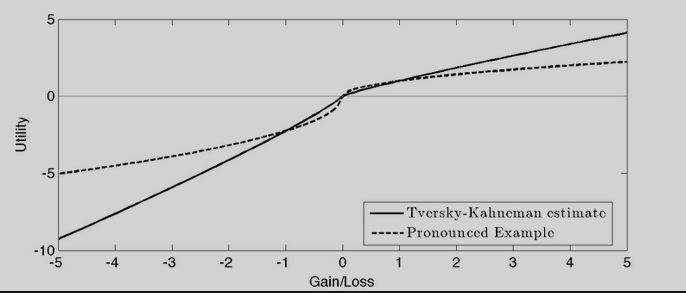 5
0
-5
-10
Utility
-5 -4 -3 -2 -1 0 1 2 3 4 5
Gain/Loss
Tversky-Kahneman estimate
Pronounced Example